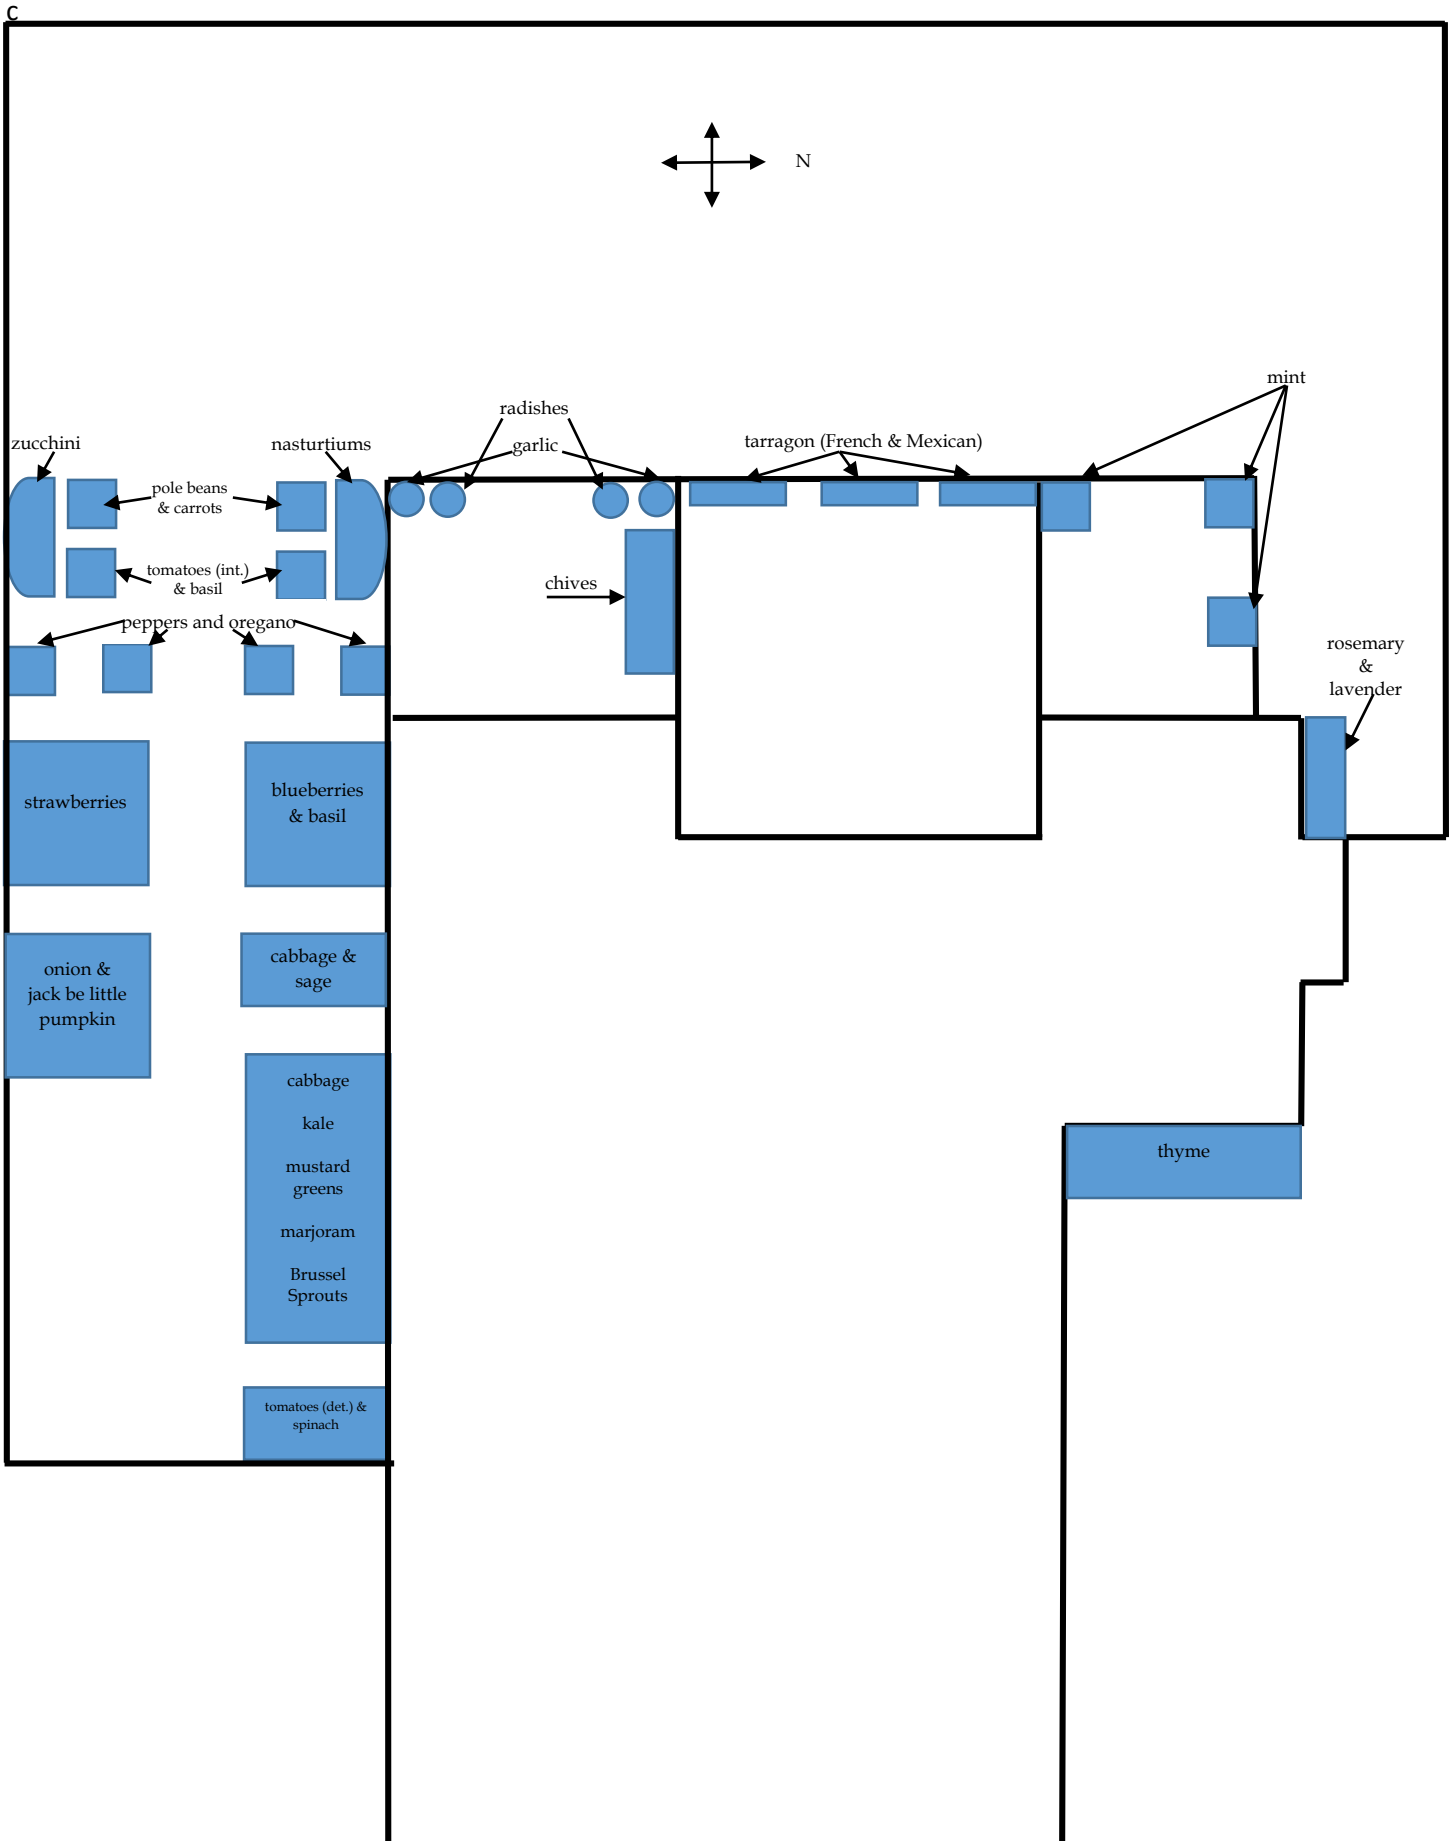 C
N
mint
radishes
zucchini
nasturtiums
garlic
tarragon (French & Mexican)
pole beans
& carrots
tomatoes (int.)
& basil
chives
peppers and oregano
rosemary
&
lavender
strawberries
blueberries
& basil
onion &
jack be little
pumpkin
cabbage &
sage
cabbage
kale
mustard
greens
marjoram
Brussel
Sprouts
thyme
tomatoes (det.) &
spinach